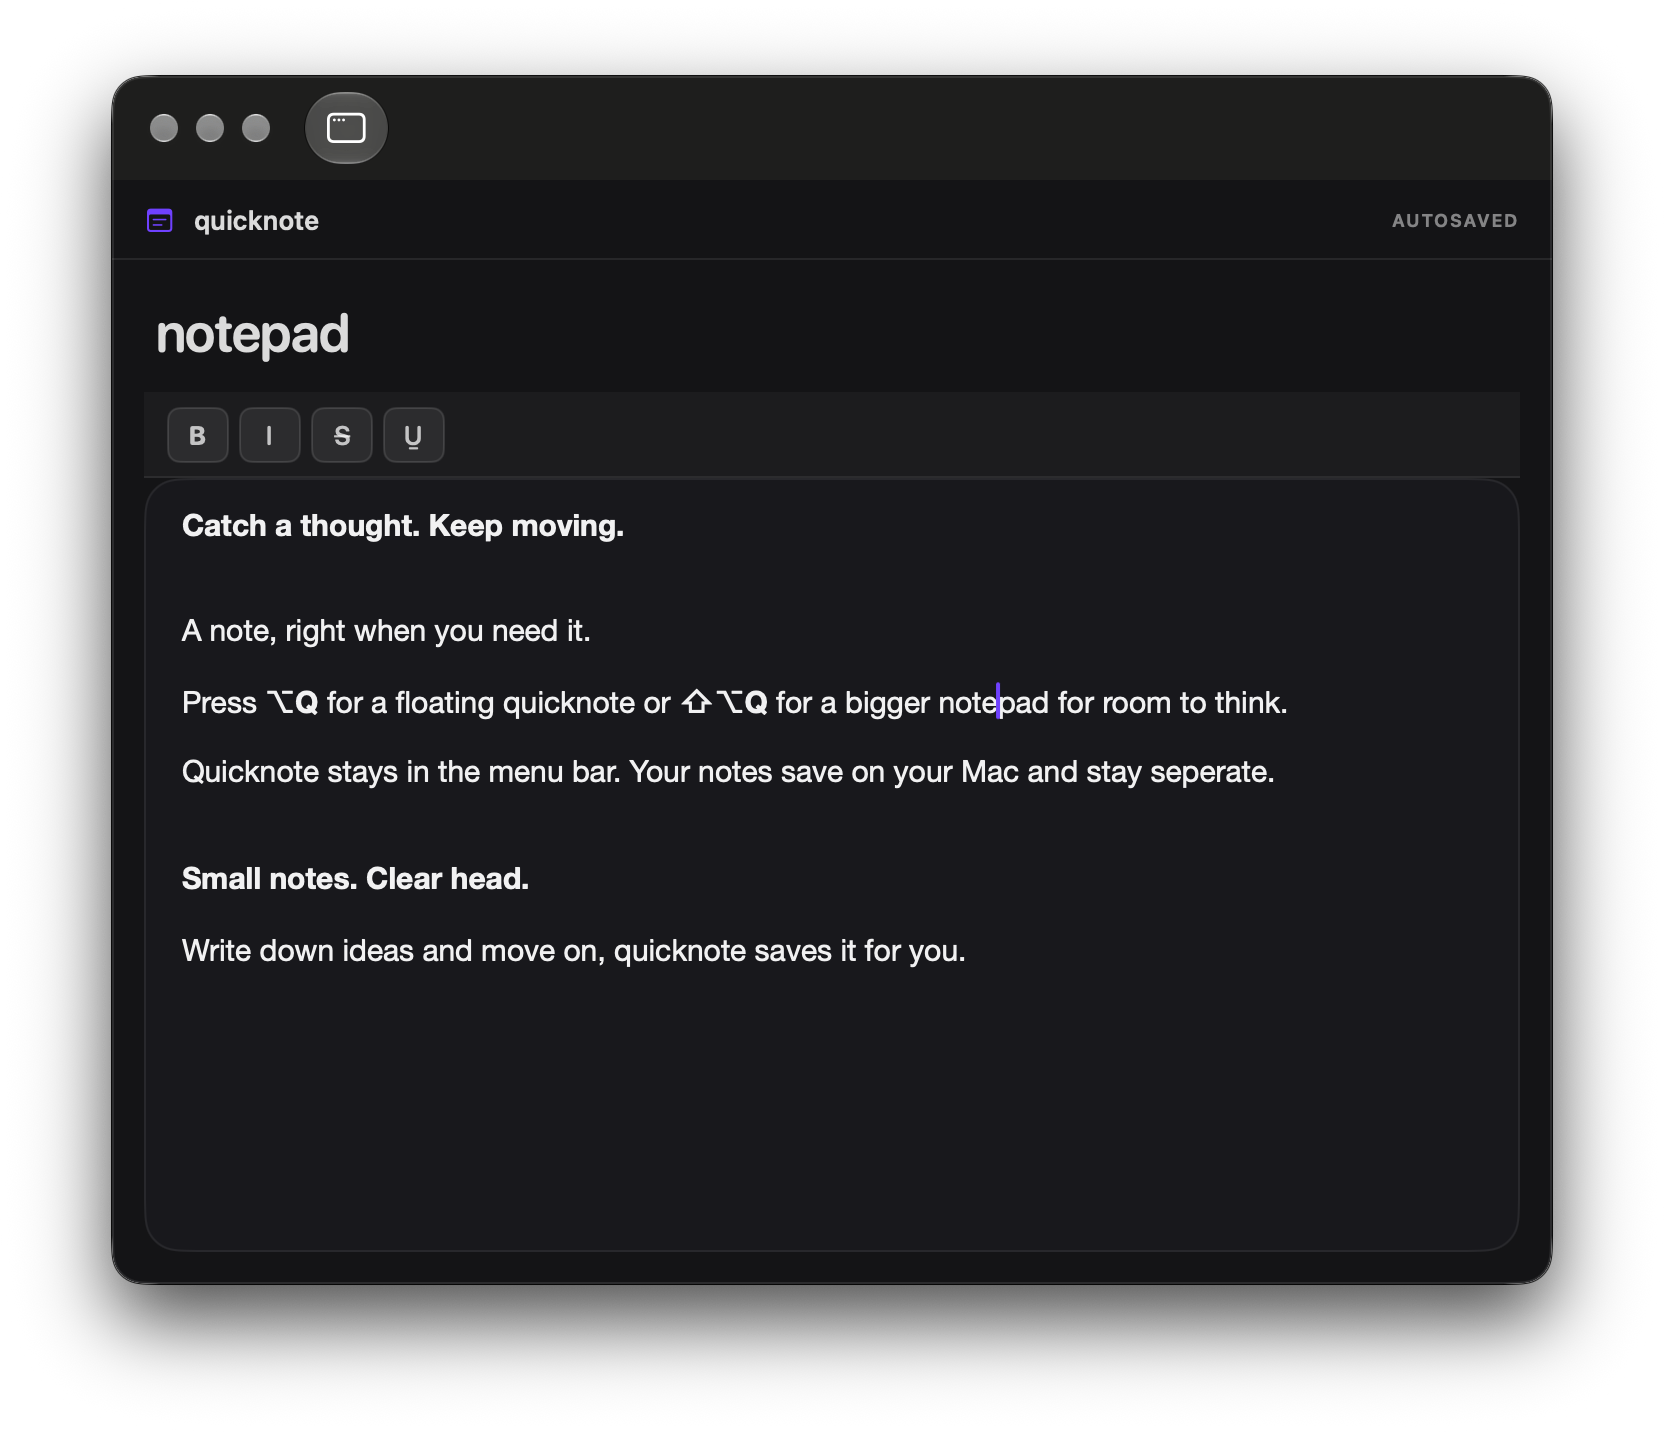 quicknote
AUTOSAVED
notepad
B I S U
Catch a thought. Keep moving.
A note, right when you need it.
Press ⌥Q for a floating quicknote or ⇧⌥Q for a bigger notepad for room to think.
Quicknote stays in the menu bar. Your notes save on your Mac and stay seperate.
Small notes. Clear head.
Write down ideas and move on, quicknote saves it for you.